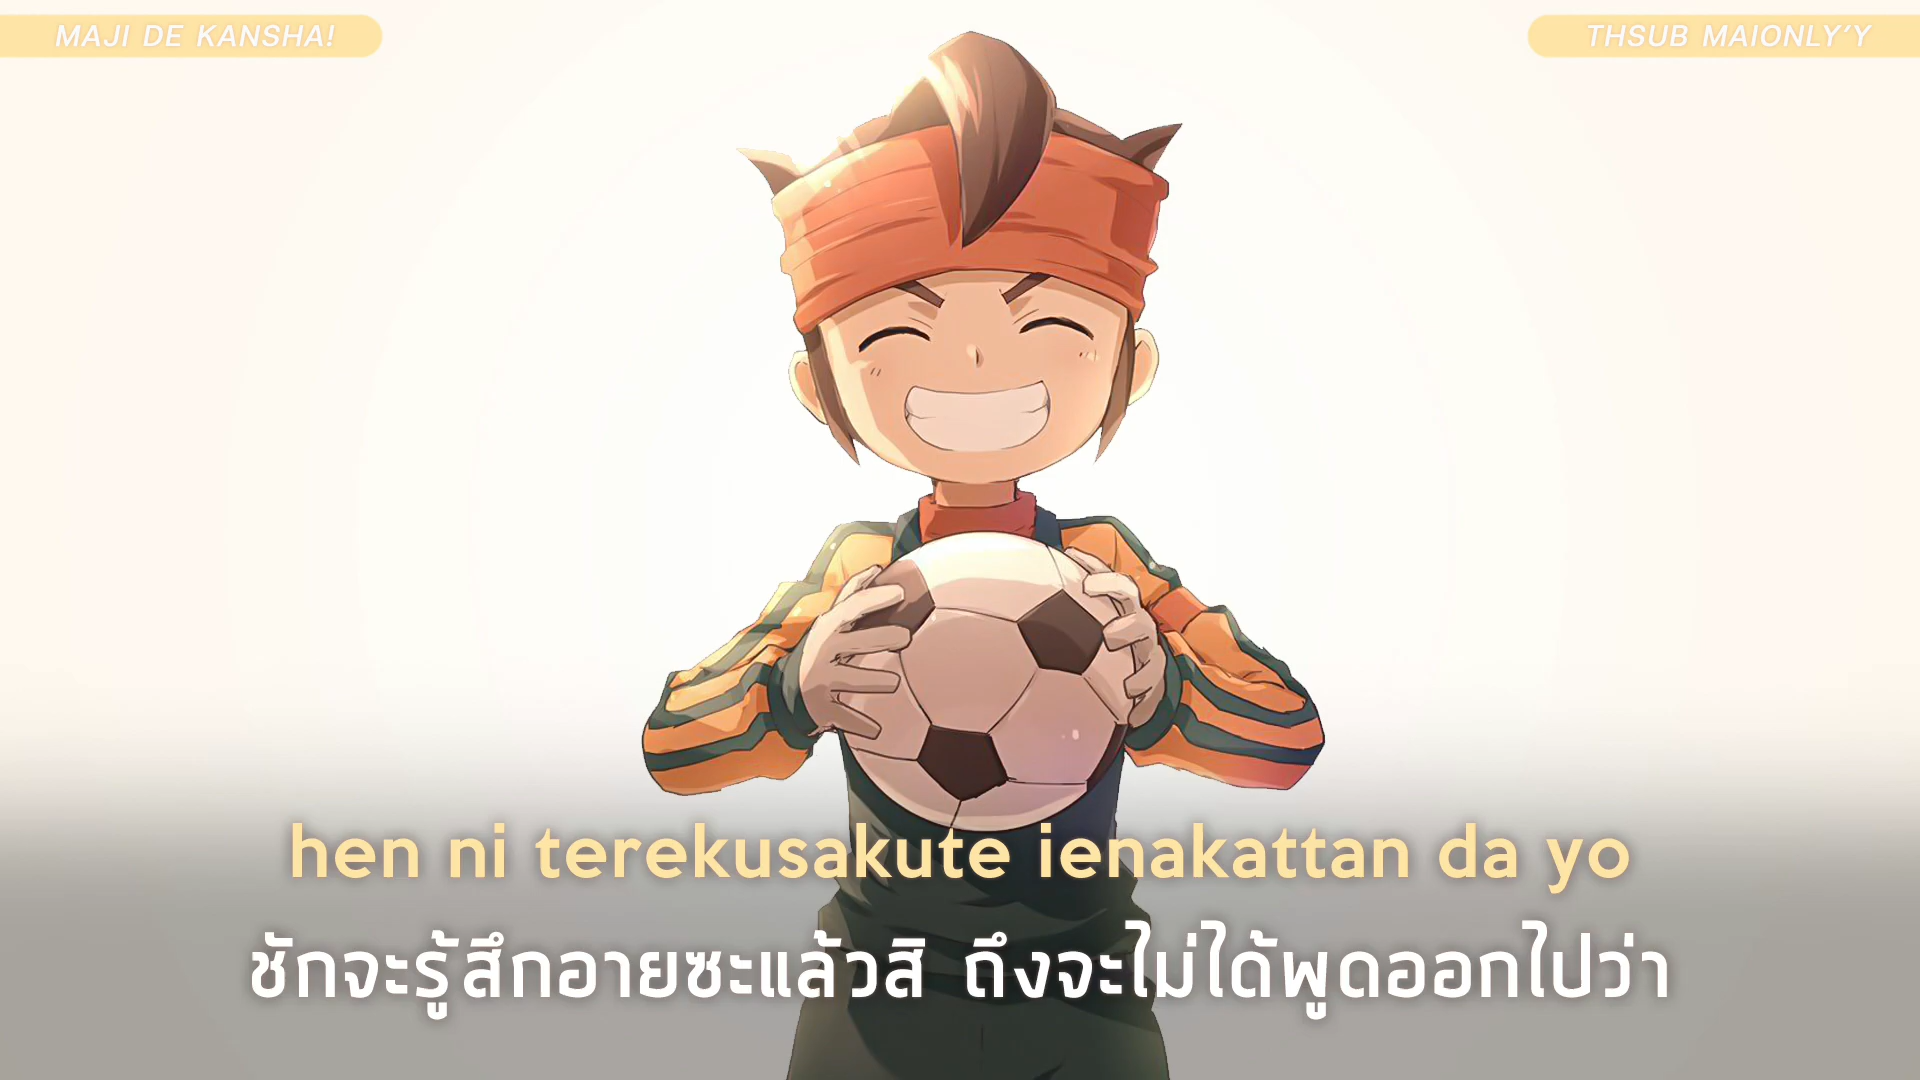 MAJI DE KANSHA!
THSUB MAIONLY'Y
hen ni terekusakute ienakattan da yo
ชักจะรู้สึกอายซะแล้วสิ ถึงจะไม่ได้พูดออกไปว่า